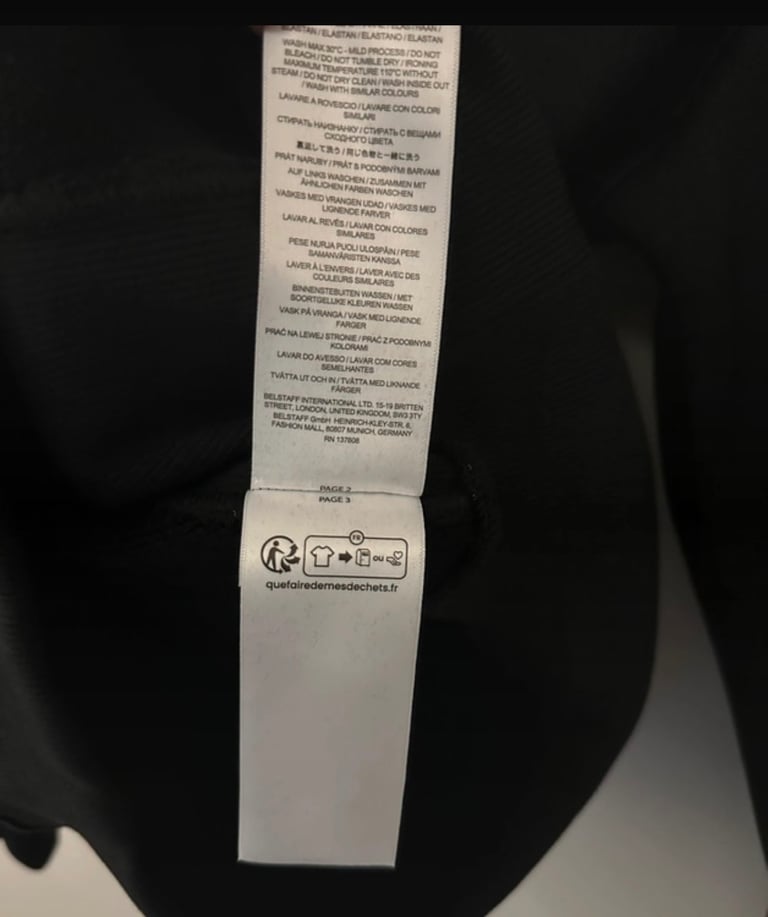 ELASTAN / ELASTAN / ELASTANO / ELASTAN
WASH MAX 30°C - MILD PROCESS / DO NOT
BLEACH / DO NOT TUMBLE DRY / IRONING
MAXIMUM TEMPERATURE 110°C WITHOUT
STEAM / DO NOT DRY CLEAN / WASH INSIDE OUT
/ WASH WITH SIMILAR COLOURS
LAVARE A ROVESCIO / LAVARE CON COLORI
SIMILARI
СТИРАТЬ НАИЗНАНКУ / СТИРАТЬ С ВЕЩАМИ
СХОДНОГО ЦВЕТА
裏返して洗う / 同じ色物と一緒に洗う
PRÁT NARUBY / PRÁT S PODOBNÝMI BARVAMI
AUF LINKS WASCHEN / ZUSAMMEN MIT
ÄHNLICHEN FARBEN WASCHEN
VASKES MED VRANGEN UDAD / VASKES MED
LIGNENDE FARVER
LAVAR AL REVÉS / LAVAR CON COLORES
SIMILARES
PESE NURJA PUOLI ULOSPÄIN / PESE
SAMANVÄRISTEN KANSSA
LAVER À L'ENVERS / LAVER AVEC DES
COULEURS SIMILAIRES
BINNENSTEBUITEN WASSEN / MET
SOORTGELIJKE KLEUREN WASSEN
VASK PÅ VRANGA / VASK MED LIGNENDE
FARGER
PRAĆ NA LEWEJ STRONIE / PRAĆ Z PODOBNYMI
KOLORAMI
LAVAR DO AVESSO / LAVAR COM CORES
SEMELHANTES
TVÄTTA UT OCH IN / TVÄTTA MED LIKNANDE
FÄRGER
BELSTAFF INTERNATIONAL LTD. 15-19 BRITTEN
STREET, LONDON, UNITED KINGDOM, SW3 3TY
BELSTAFF GmbH HEINRICH-KLEY-STR. 6,
FASHION MALL, 80807 MUNICH, GERMANY
RN 137808
PAGE 2
PAGE 3
FR
OU
quefairedemesdechets.fr